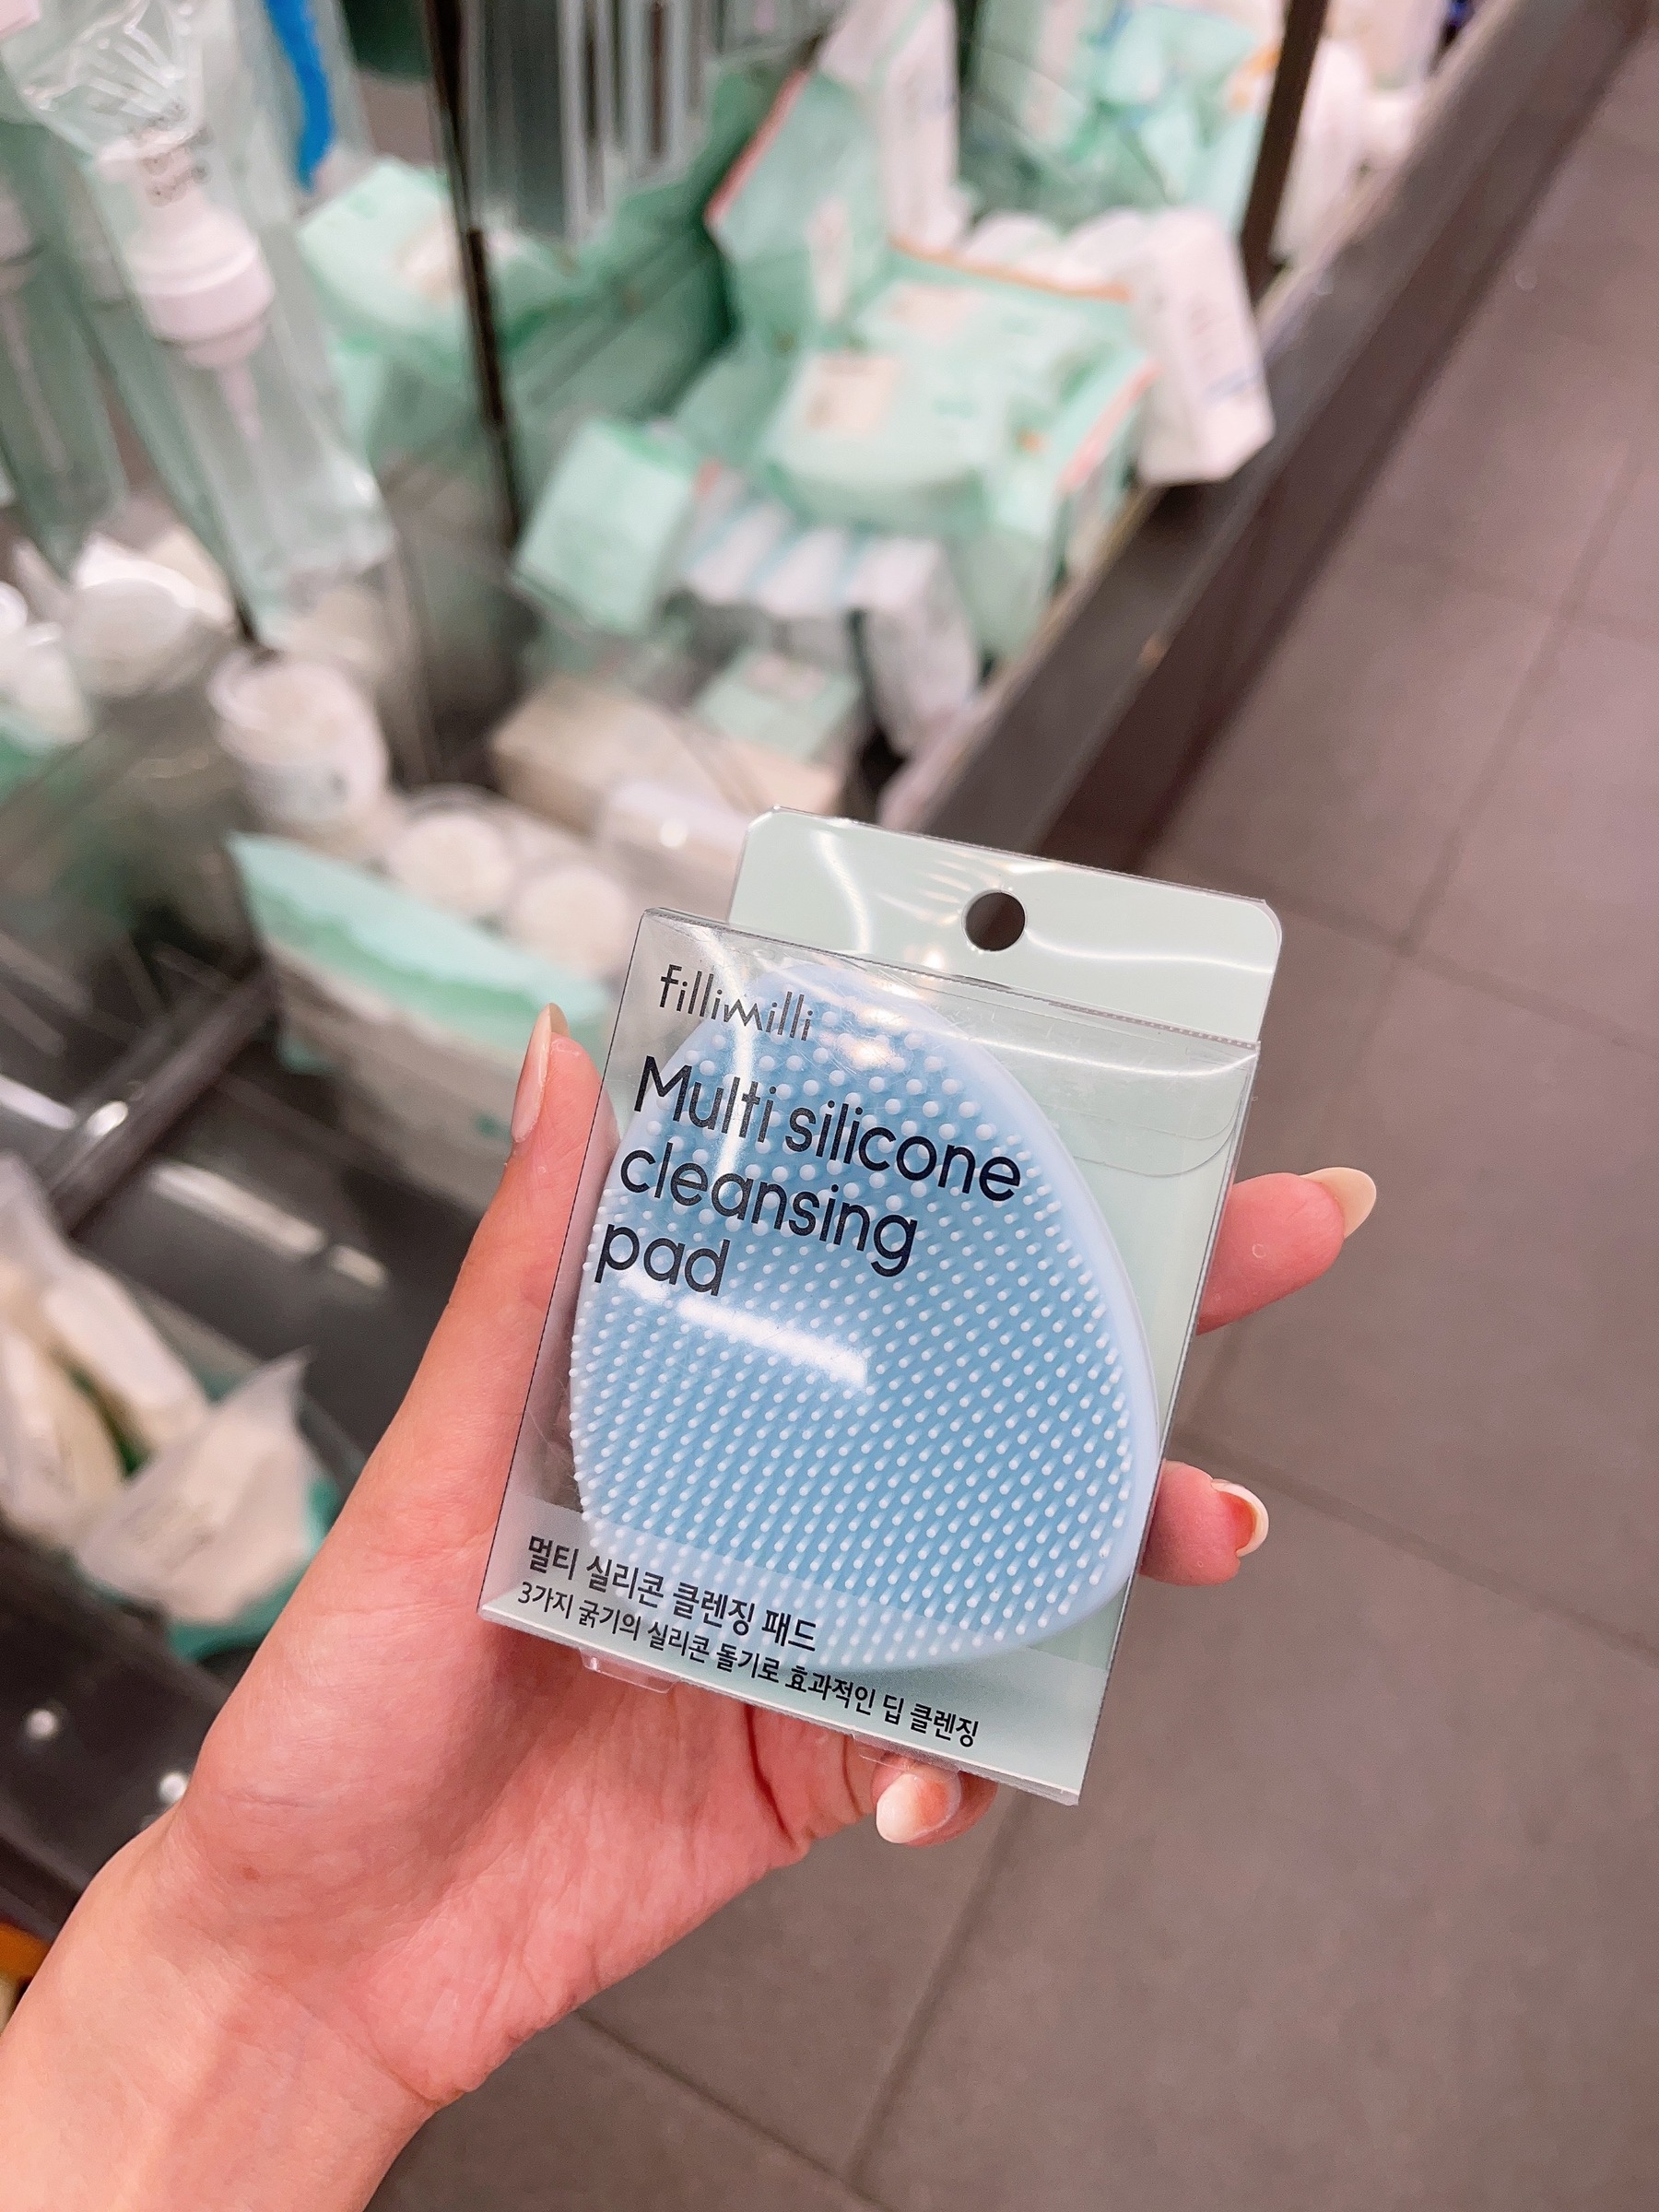 fillimilli
Multi silicone
cleansing
pad
멀티 실리콘 클렌징 패드
3가지 굵기의 실리콘 돌기로 효과적인 딥 클렌징